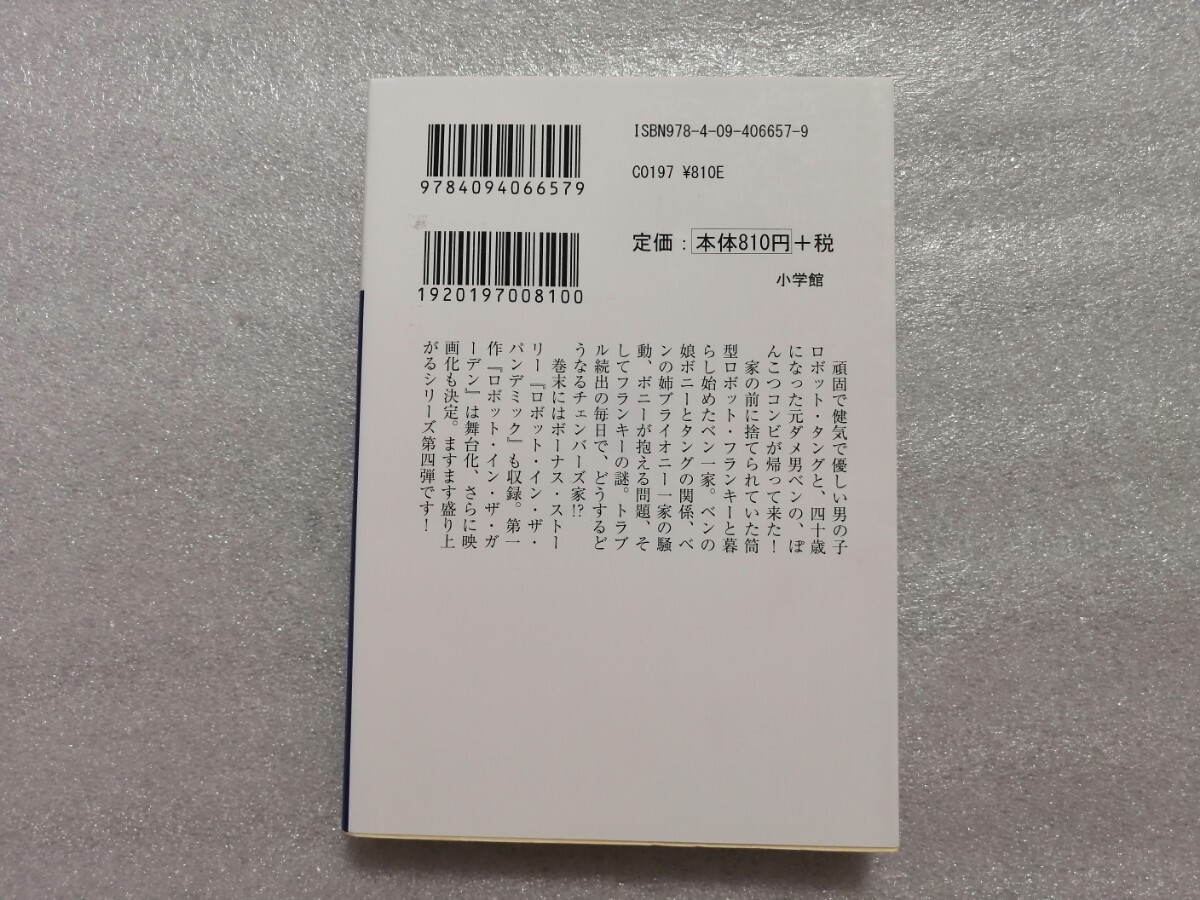 9784094066579
ISBN978-4-09-406657-9
C0197 ¥810E
1920197008100
定価：本体810円＋税
小学館
頑固で健気で優しい男の子
ロボット・タングと、四十歳
になった元ダメ男ベンの、ぽ
んこつコンビが帰って来た！
家の前に捨てられていた筒
型ロボット・フランキーと暮
らし始めたベン一家。ベンの
娘ボニーとタングの関係、ベ
ンの姉ブライオニー一家の騒
動、ボニーが抱える問題、そ
してフランキーの謎。トラブ
ル続出の毎日で、どうするど
うなるチェンバーズ家!?
巻末にはボーナス・ストー
リー『ロボット・イン・ザ・
パンデミック』も収録。第一
作『ロボット・イン・ザ・ガ
ーデン』は舞台化、さらに映
画化も決定。ますます盛り上
がるシリーズ第四弾です！